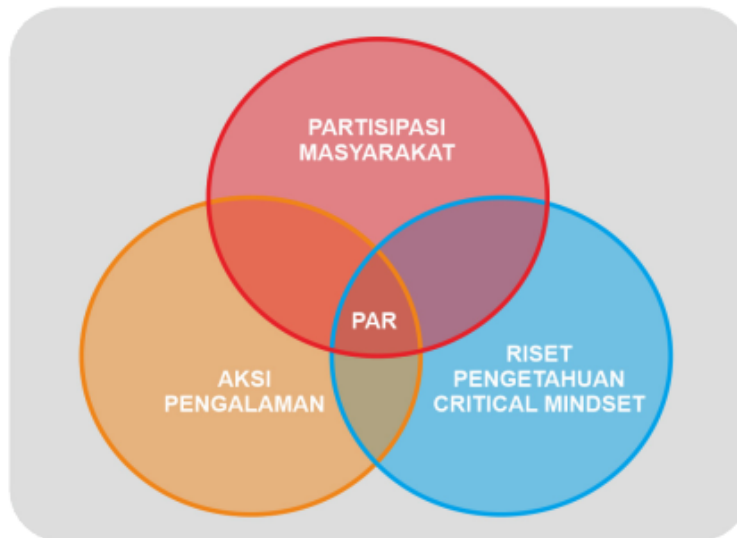 PARTISIPASI
MASYARAKAT
PAR
AKSI
PENGALAMAN
RISET
PENGETAHUAN
CRITICAL MINDSET